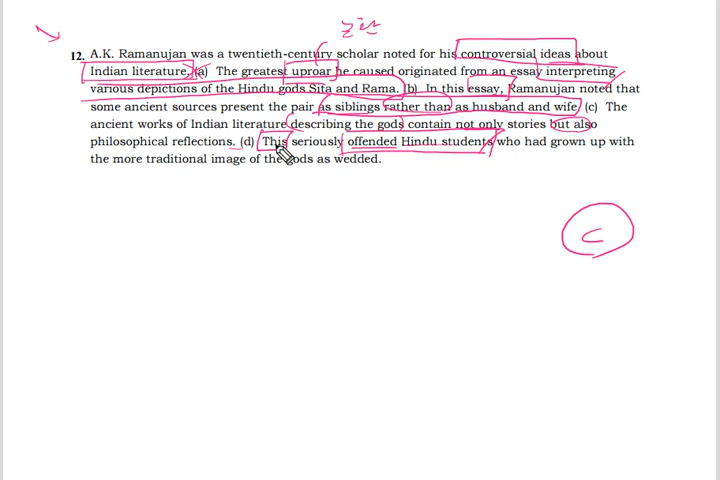 논란
12. A.K. Ramanujan was a twentieth-century scholar noted for his controversial ideas about
Indian literature. (a) The greatest uproar he caused originated from an essay interpreting
various depictions of the Hindu gods Sita and Rama. (b) In this essay, Ramanujan noted that
some ancient sources present the pair as siblings rather than as husband and wife. (c) The
ancient works of Indian literature describing the gods contain not only stories but also
philosophical reflections. (d) This seriously offended Hindu students who had grown up with
the more traditional image of the gods as wedded.
C